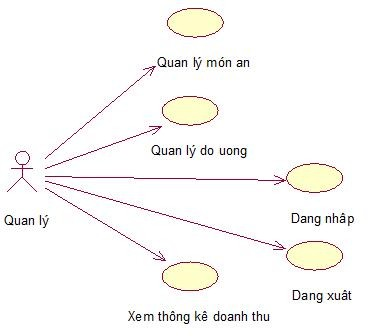 Quan lý món an
Quan lý do uong
Quan lý
Dang nhâp
Dang xuât
Xem thông kê doanh thu